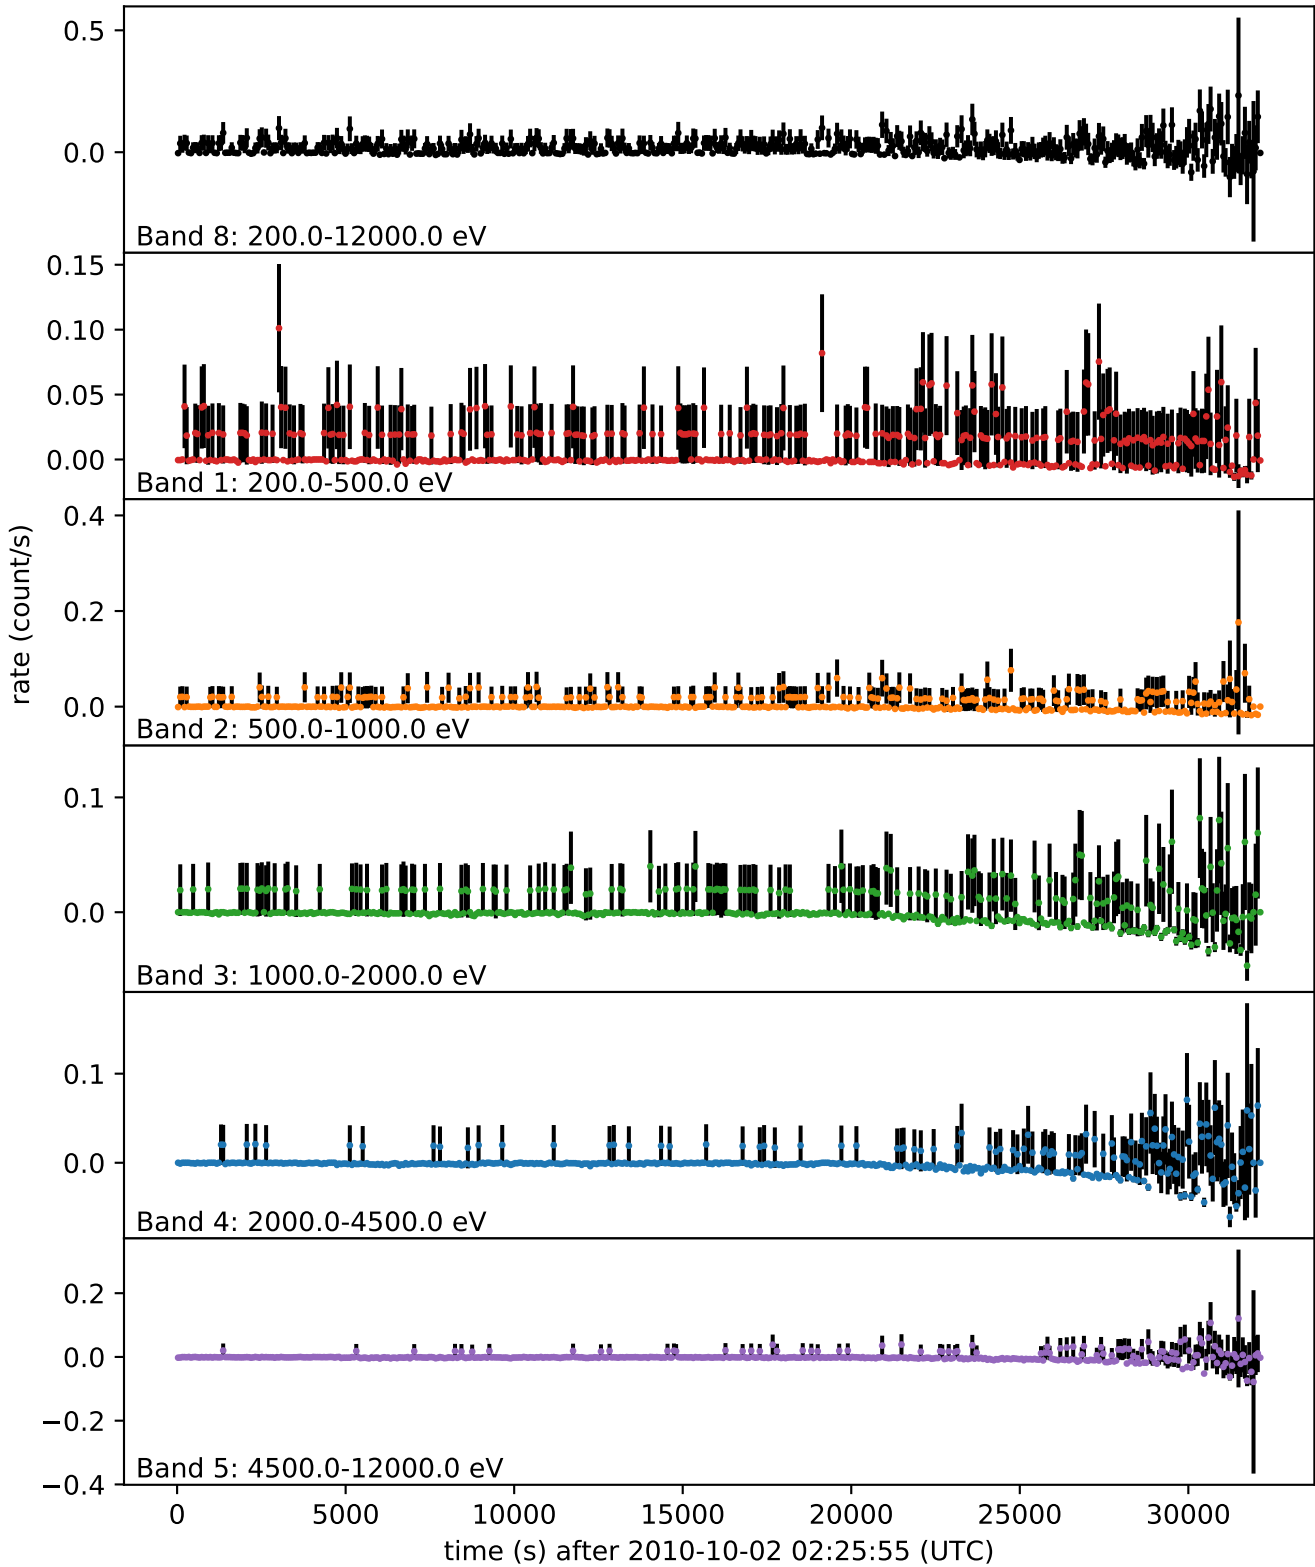 0.5
0.0
Band 8: 200.0-12000.0 eV
0.15
0.10
0.05
0.00
Band 1: 200.0-500.0 eV
0.4
0.2
0.0
Band 2: 500.0-1000.0 eV
rate (count/s)
0.1
0.0
Band 3: 1000.0-2000.0 eV
0.1
0.0
Band 4: 2000.0-4500.0 eV
0.2
0.0
−0.2
−0.4
Band 5: 4500.0-12000.0 eV
0 5000 10000 15000 20000 25000 30000
time (s) after 2010-10-02 02:25:55 (UTC)